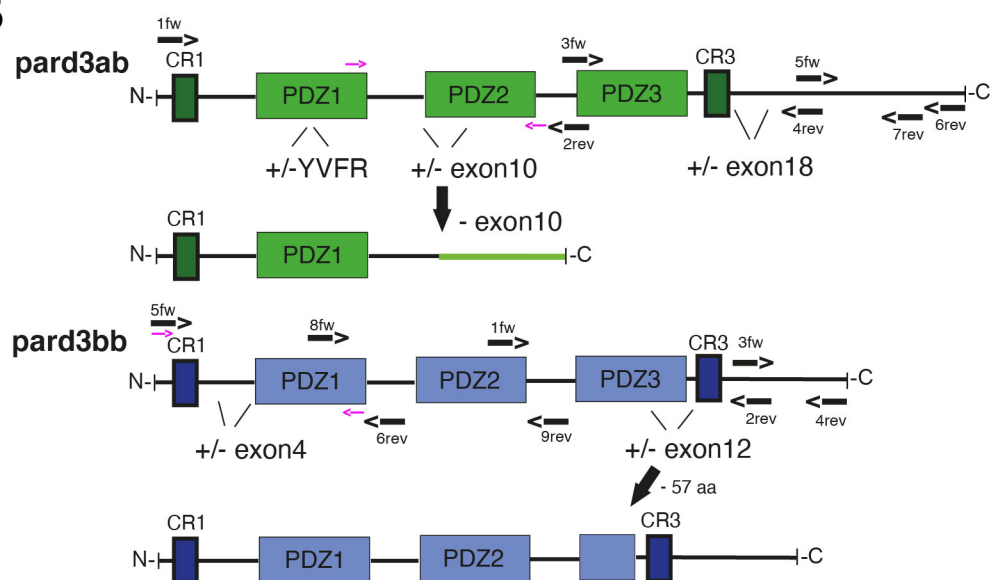 1fw
pard3ab
CR1
3fw
CR3
5fw
N-
PDZ1
PDZ2
PDZ3
-C
2rev
4rev
7rev
6rev
+/-YVFR
+/- exon10
+/- exon18
- exon10
CR1
N-
PDZ1
-C
5fw
pard3bb
CR1
8fw
1fw
CR3
3fw
N-
PDZ1
PDZ2
PDZ3
-C
6rev
9rev
2rev
4rev
+/- exon4
+/- exon12
- 57 aa
CR1
CR3
N-
PDZ1
PDZ2
-C